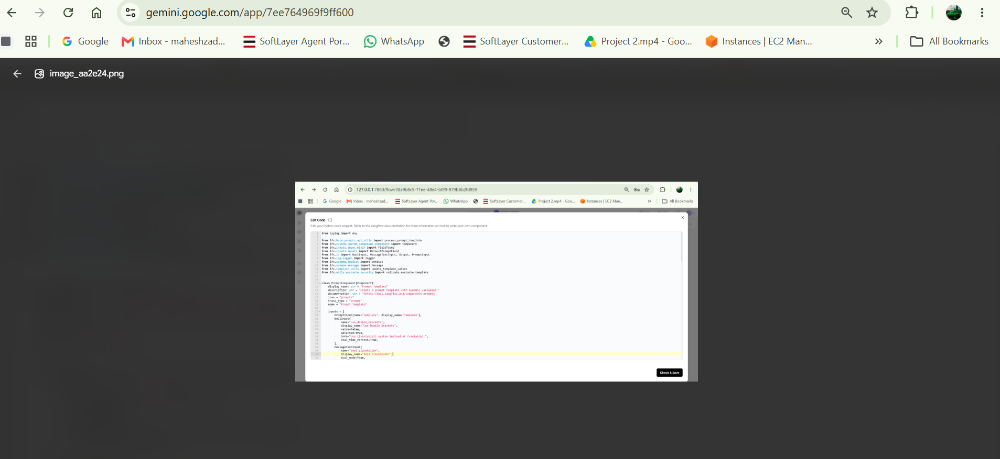 gemini.google.com/app/7ee764969f9ff600
Google
Inbox - maheshzad...
SoftLayer Agent Por...
WhatsApp
SoftLayer Customer...
Project 2.mp4 - Goo...
Instances | EC2 Man...
All Bookmarks
image_aa2e24.png
127.0.0.1:7860/flow/38a9b8c5-71ee-48e4-b0f9-879b8b2fd859
Google
Inbox - maheshzad...
SoftLayer Agent Por...
WhatsApp
SoftLayer Customer...
Project 2.mp4 - Goo...
Instances | EC2 Man...
All Bookmarks
Edit Code { }
Edit your Python code snippet. Refer to the Langflow documentation for more information on how to write your own component.
from typing import Any
from lfx.base.prompts.api_utils import process_prompt_template
from lfx.custom.custom_component.component import Component
from lfx.inputs.input_mixin import FieldTypes
from lfx.inputs.inputs import DefaultPromptField
from lfx.io import BoolInput, MessageTextInput, Output, PromptInput
from lfx.log.logger import logger
from lfx.schema.dotdict import dotdict
from lfx.schema.message import Message
from lfx.template.utils import update_template_values
from lfx.utils.mustache_security import validate_mustache_template
class PromptComponent(Component):
display_name: str = "Prompt Template"
description: str = "Create a prompt template with dynamic variables."
documentation: str = "https://docs.langflow.org/components-prompts"
icon = "prompts"
trace_type = "prompt"
name = "Prompt Template"
inputs = [
PromptInput(name="template", display_name="Template"),
BoolInput(
name="use_double_brackets",
display_name="Use Double Brackets",
value=False,
advanced=True,
info="Use {{variable}} syntax instead of {variable}.",
real_time_refresh=True,
),
MessageTextInput(
name="tool_placeholder",
display_name="Tool Placeholder",
tool_mode=True,
Check & Save